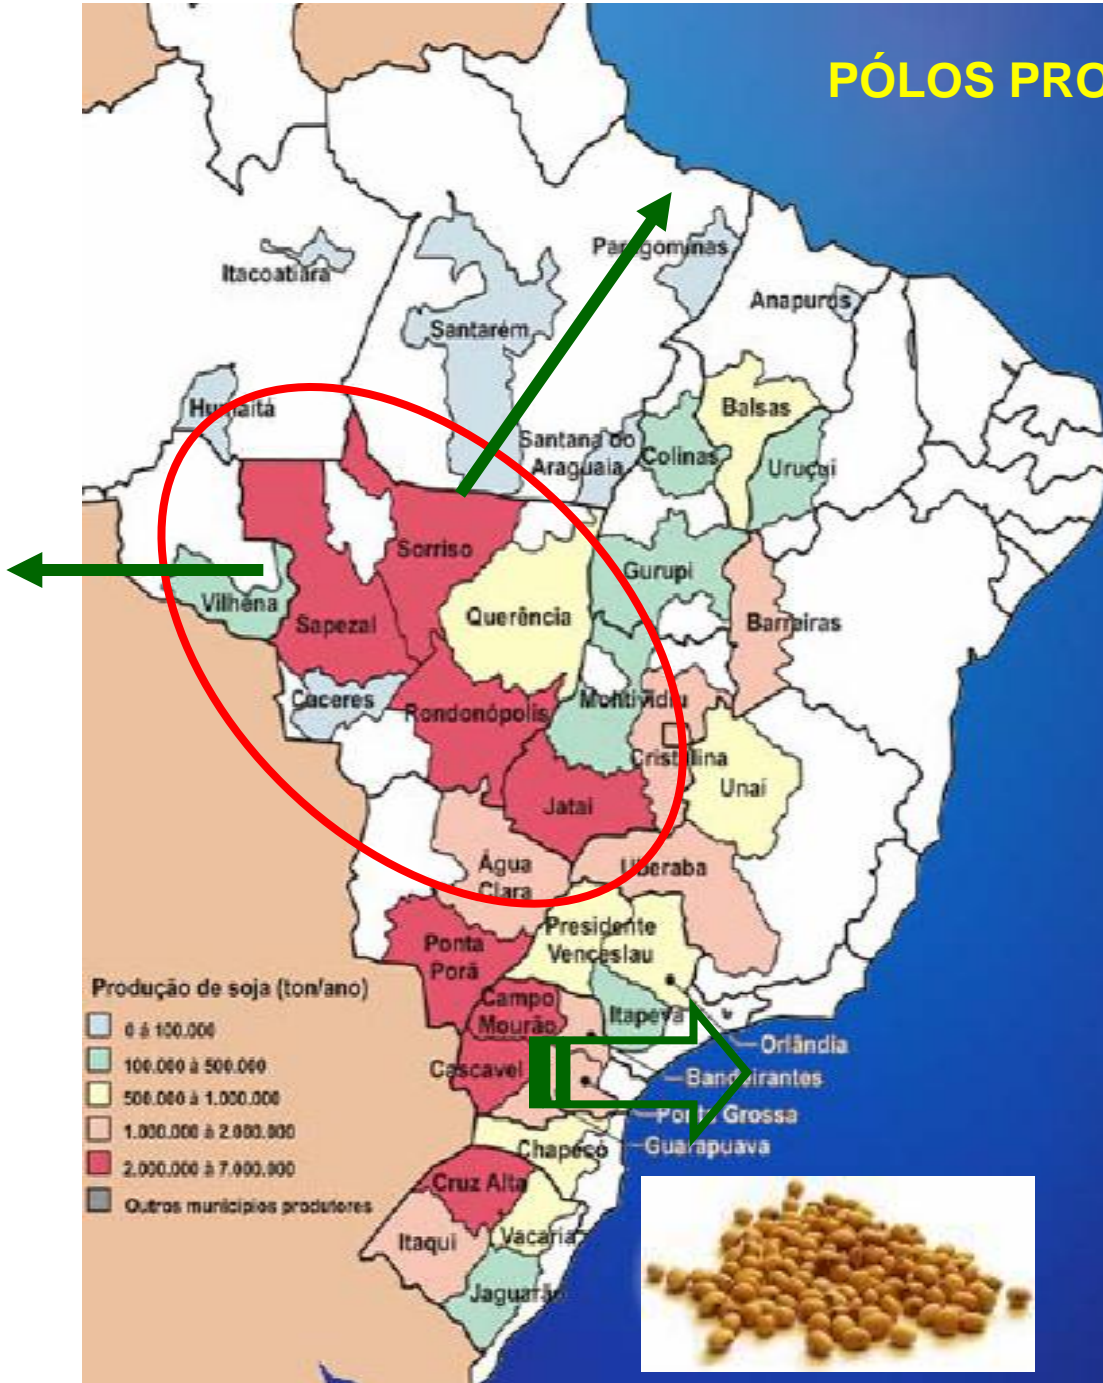 PÓLOS PRO
Itacoatiara
Paragominas
Anapurus
Santarém
Humaitá
Balsas
Santana do
Araguaia
Colinas
Uruçuí
Sorriso
Gurupi
Vilhena
Sapezal
Querência
Barreiras
Caceres
Rondonópolis
Montividiu
Cristalina
Unaí
Jatai
Água
Clara
Uberaba
Presidente
Venceslau
Ponta
Porã
Campo
Mourão
Itapeva
Orlândia
Cascavel
Bandeirantes
Ponta Grossa
Guarapuava
Chapecó
Cruz Alta
Itaqui
Vacaria
Jaguarão
Produção de soja (ton/ano)
0 à 100.000
100.000 à 500.000
500.000 à 1.000.000
1.000.000 à 2.000.000
2.000.000 à 7.000.000
Outros municípios produtores